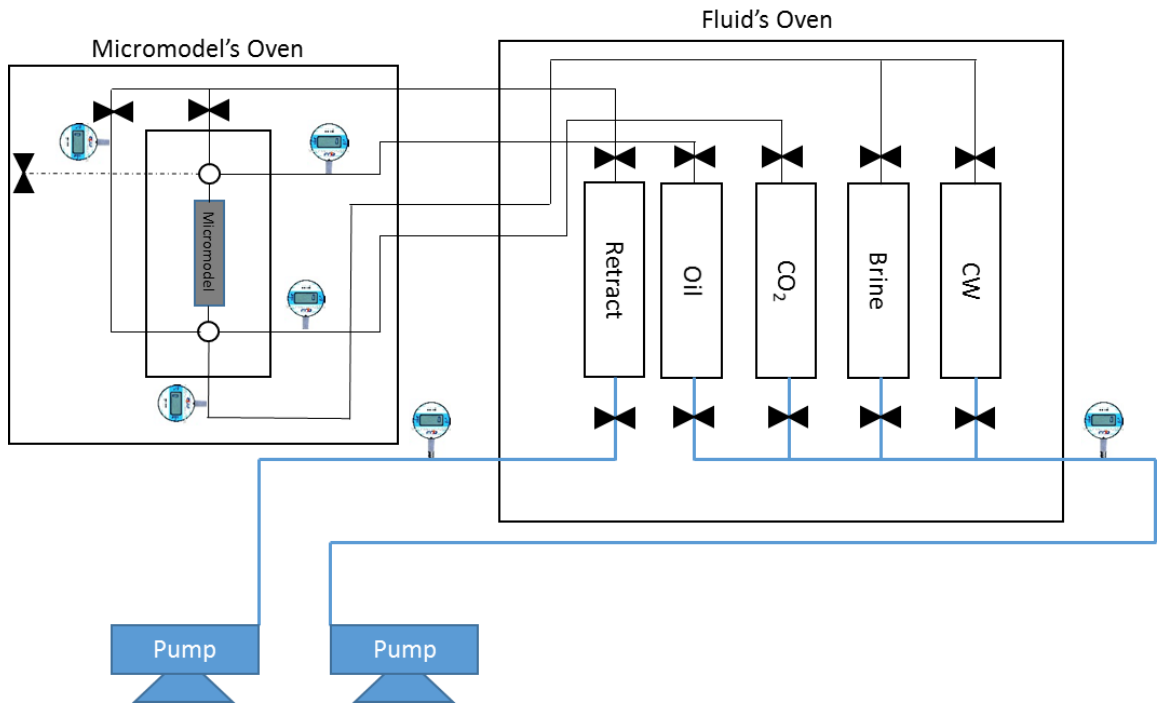 Fluid's Oven
Micromodel's Oven
Micromodel
Retract
Oil
CO₂
Brine
CW
Pump
Pump